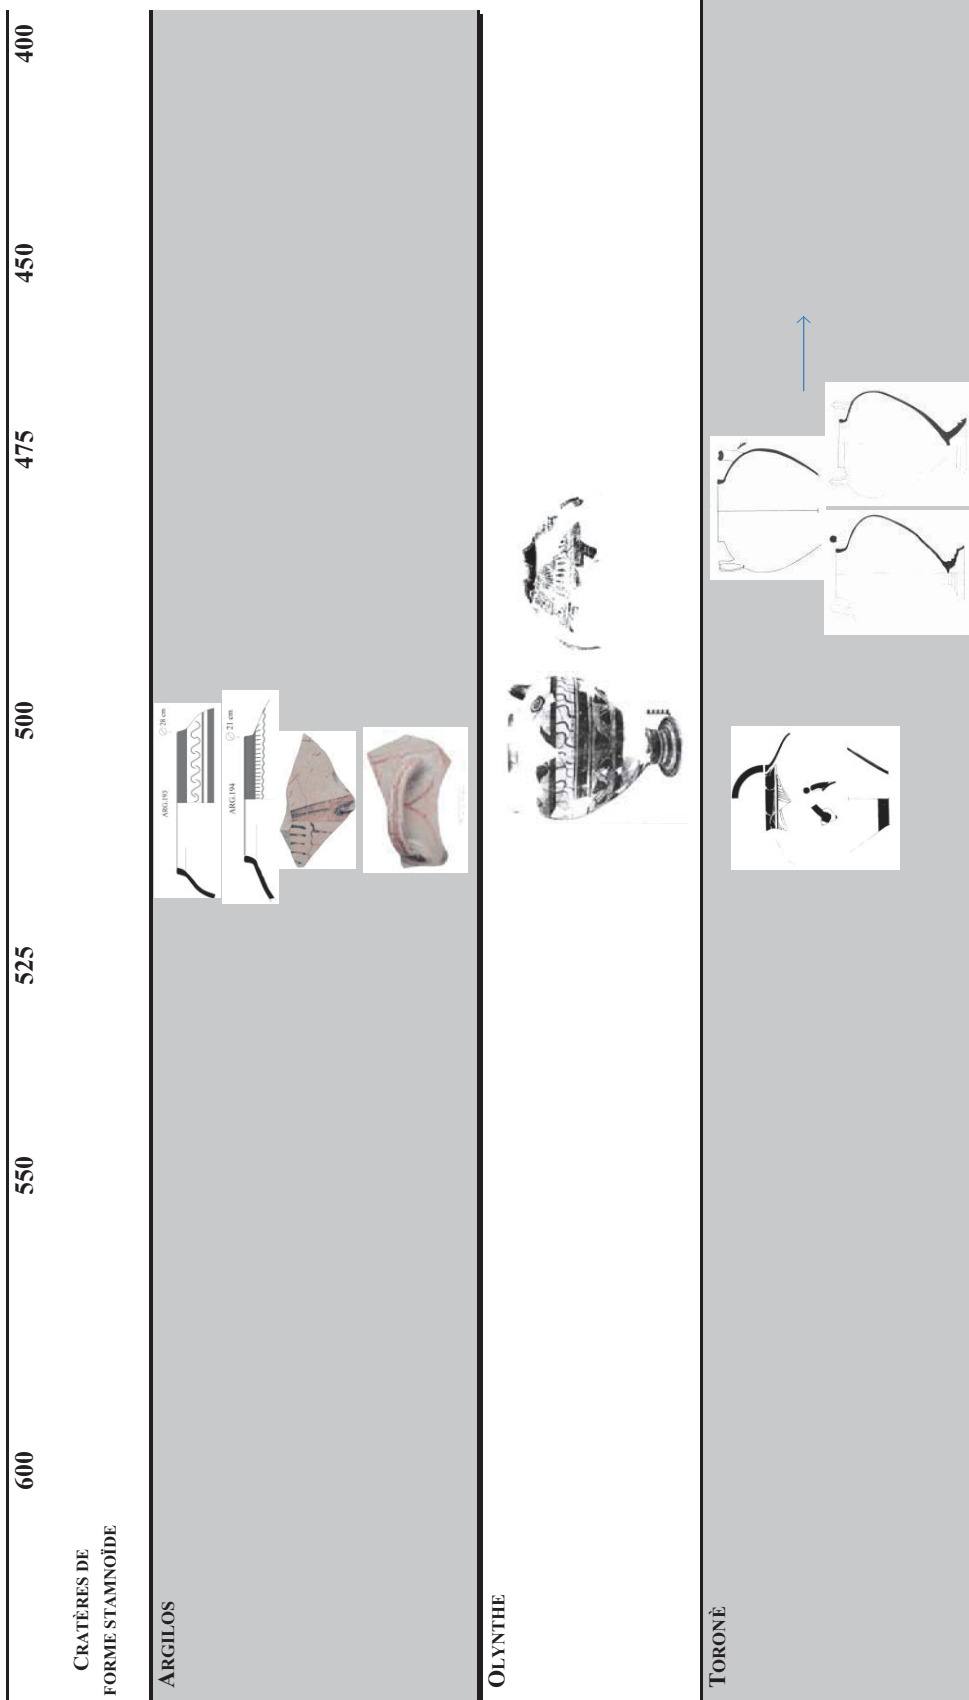 600 550 525 500 475 450 400
CRATÈRES DE
FORME STAMNOÏDE
ARGILOS
ARG.193 ∅ 28 cm
ARG.194 ∅ 21 cm
OLYNTHE
TORONÈ